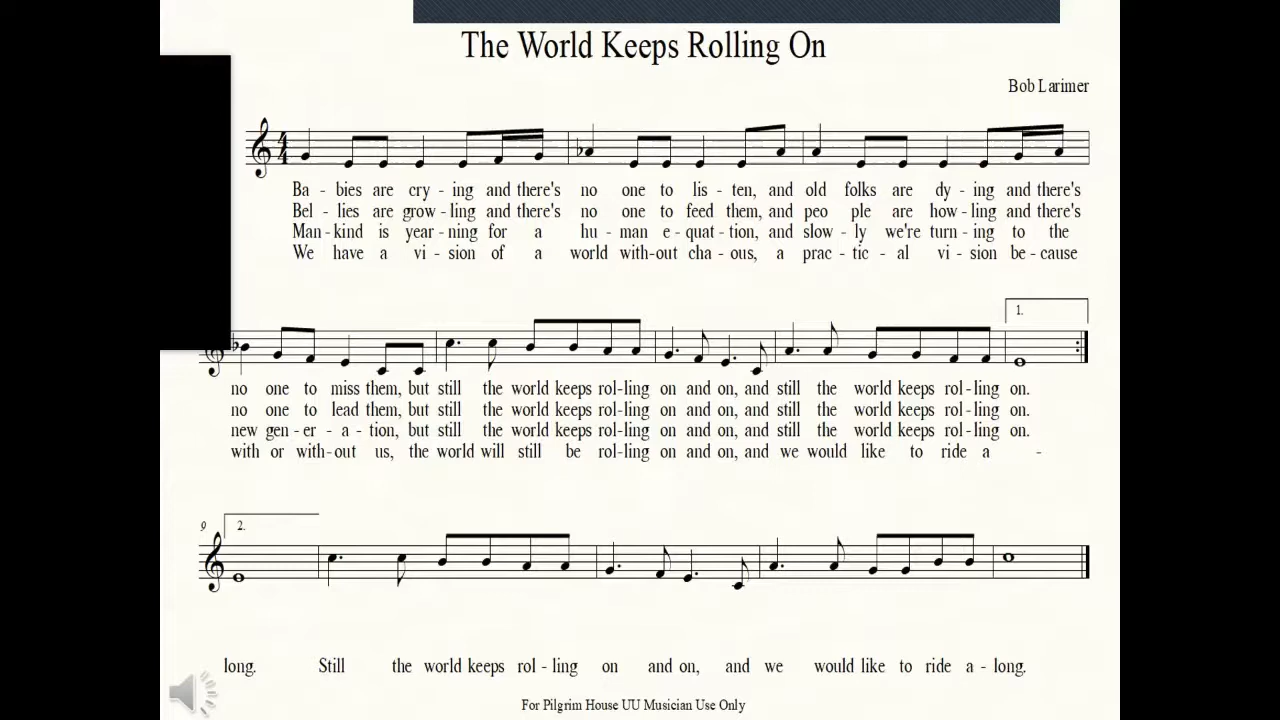 The World Keeps Rolling On
Bob Larimer
4
4
Ba - bies are cry - ing and there's no one to lis - ten, and old folks are dy - ing and there's
Bel - lies are grow - ling and there's no one to feed them, and peo ple are how - ling and there's
Man - kind is year - ning for a hu - man e - quation, and slow - ly we're turn - ing to the
We have a vi - sion of a world with - out cha - ous, a prac - tic - al vi - sion be - cause
1.
no one to miss them, but still the world keeps rol - ling on and on, and still the world keeps rol - ling on.
no one to lead them, but still the world keeps rol - ling on and on, and still the world keeps rol - ling on.
new gen - er - a - tion, but still the world keeps rol - ling on and on, and still the world keeps rol - ling on.
with or with - out us, the world will still be rol - ling on and on, and we would like to ride a -
9
2.
long. Still the world keeps rol - ling on and on, and we would like to ride a - long.
For Pilgrim House UU Musician Use Only